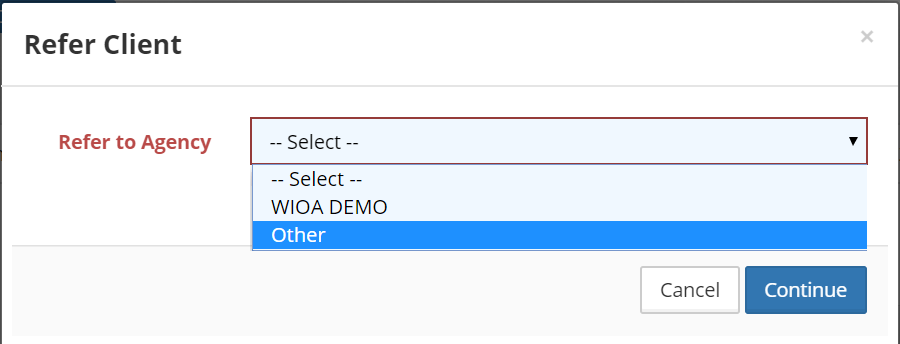 Refer Client
×
Refer to Agency
-- Select --
-- Select --
WIOA DEMO
Other
Cancel
Continue